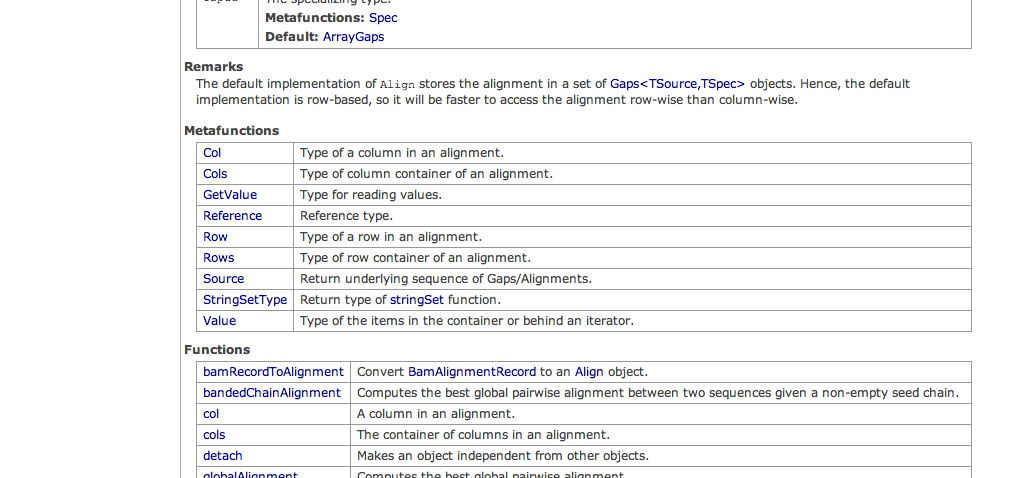 The specializing type.
Metafunctions: Spec
Default: ArrayGaps
Remarks
The default implementation of Align stores the alignment in a set of Gaps<TSource,TSpec> objects. Hence, the default
implementation is row-based, so it will be faster to access the alignment row-wise than column-wise.
Metafunctions
Col Type of a column in an alignment.
Cols Type of column container of an alignment.
GetValue Type for reading values.
Reference Reference type.
Row Type of a row in an alignment.
Rows Type of row container of an alignment.
Source Return underlying sequence of Gaps/Alignments.
StringSetType Return type of stringSet function.
Value Type of the items in the container or behind an iterator.
Functions
bamRecordToAlignment Convert BamAlignmentRecord to an Align object.
bandedChainAlignment Computes the best global pairwise alignment between two sequences given a non-empty seed chain.
col A column in an alignment.
cols The container of columns in an alignment.
detach Makes an object independent from other objects.
globalAlignment Computes the best global pairwise alignment.